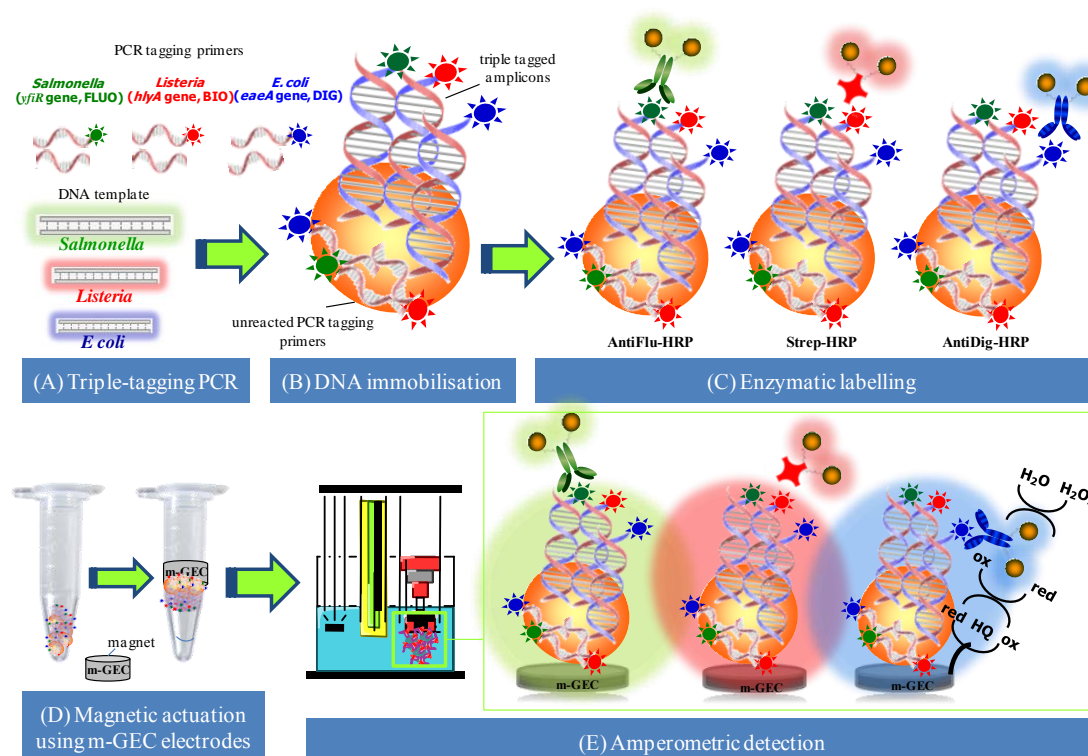 PCR tagging primers
Salmonella
(yfiR gene, FLUO)
Listeria
(hlyA gene, BIO)
E. coli
(eaeA gene, DIG)
DNA template
Salmonella
Listeria
E coli
(A) Triple-tagging PCR
triple tagged
amplicons
unreacted PCR tagging
primers
(B) DNA immobilisation
AntiFlu-HRP
Strep-HRP
AntiDig-HRP
(C) Enzymatic labelling
m-GEC
magnet
m-GEC
(D) Magnetic actuation
using m-GEC electrodes
H2O
H2O
ox
red
red
HQ
ox
m-GEC
m-GEC
m-GEC
(E) Amperometric detection